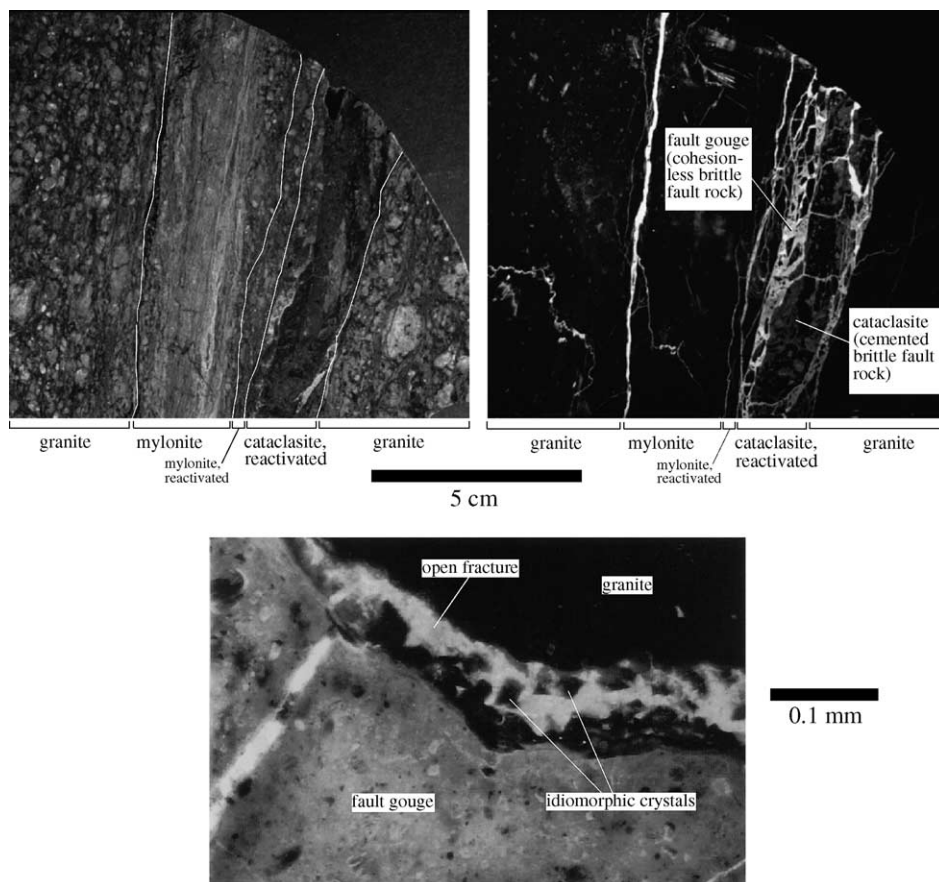 fault gouge
(cohesion-
less brittle
fault rock)
cataclasite
(cemented
brittle fault
rock)
granite
mylonite
mylonite,
reactivated
cataclasite,
reactivated
granite
granite
mylonite
mylonite,
reactivated
cataclasite,
reactivated
granite
5 cm
open fracture
granite
0.1 mm
idiomorphic crystals
fault gouge